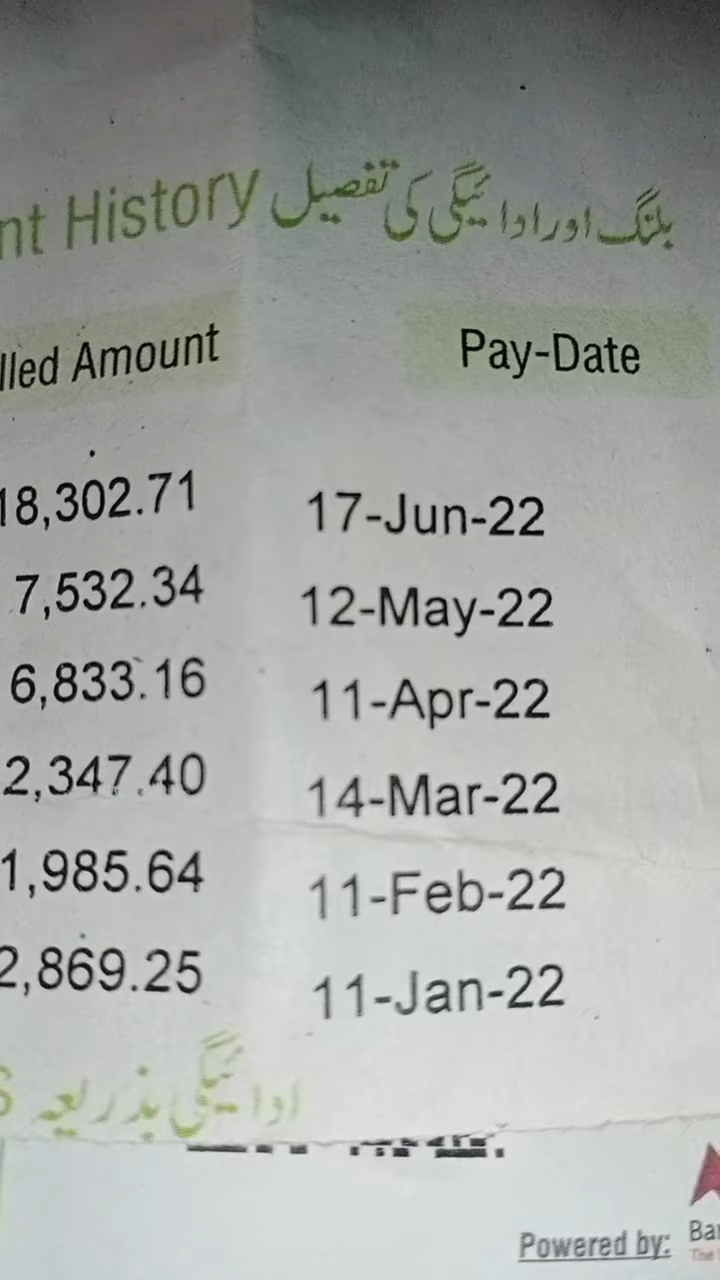 nt History بلنگ اور ادائیگی کی تفصیل
lled Amount Pay-Date
18,302.71 17-Jun-22
7,532.34 12-May-22
6,833.16 11-Apr-22
2,347.40 14-Mar-22
1,985.64 11-Feb-22
2,869.25 11-Jan-22
ادائیگی بذریعہ S
Powered by: Ba
The